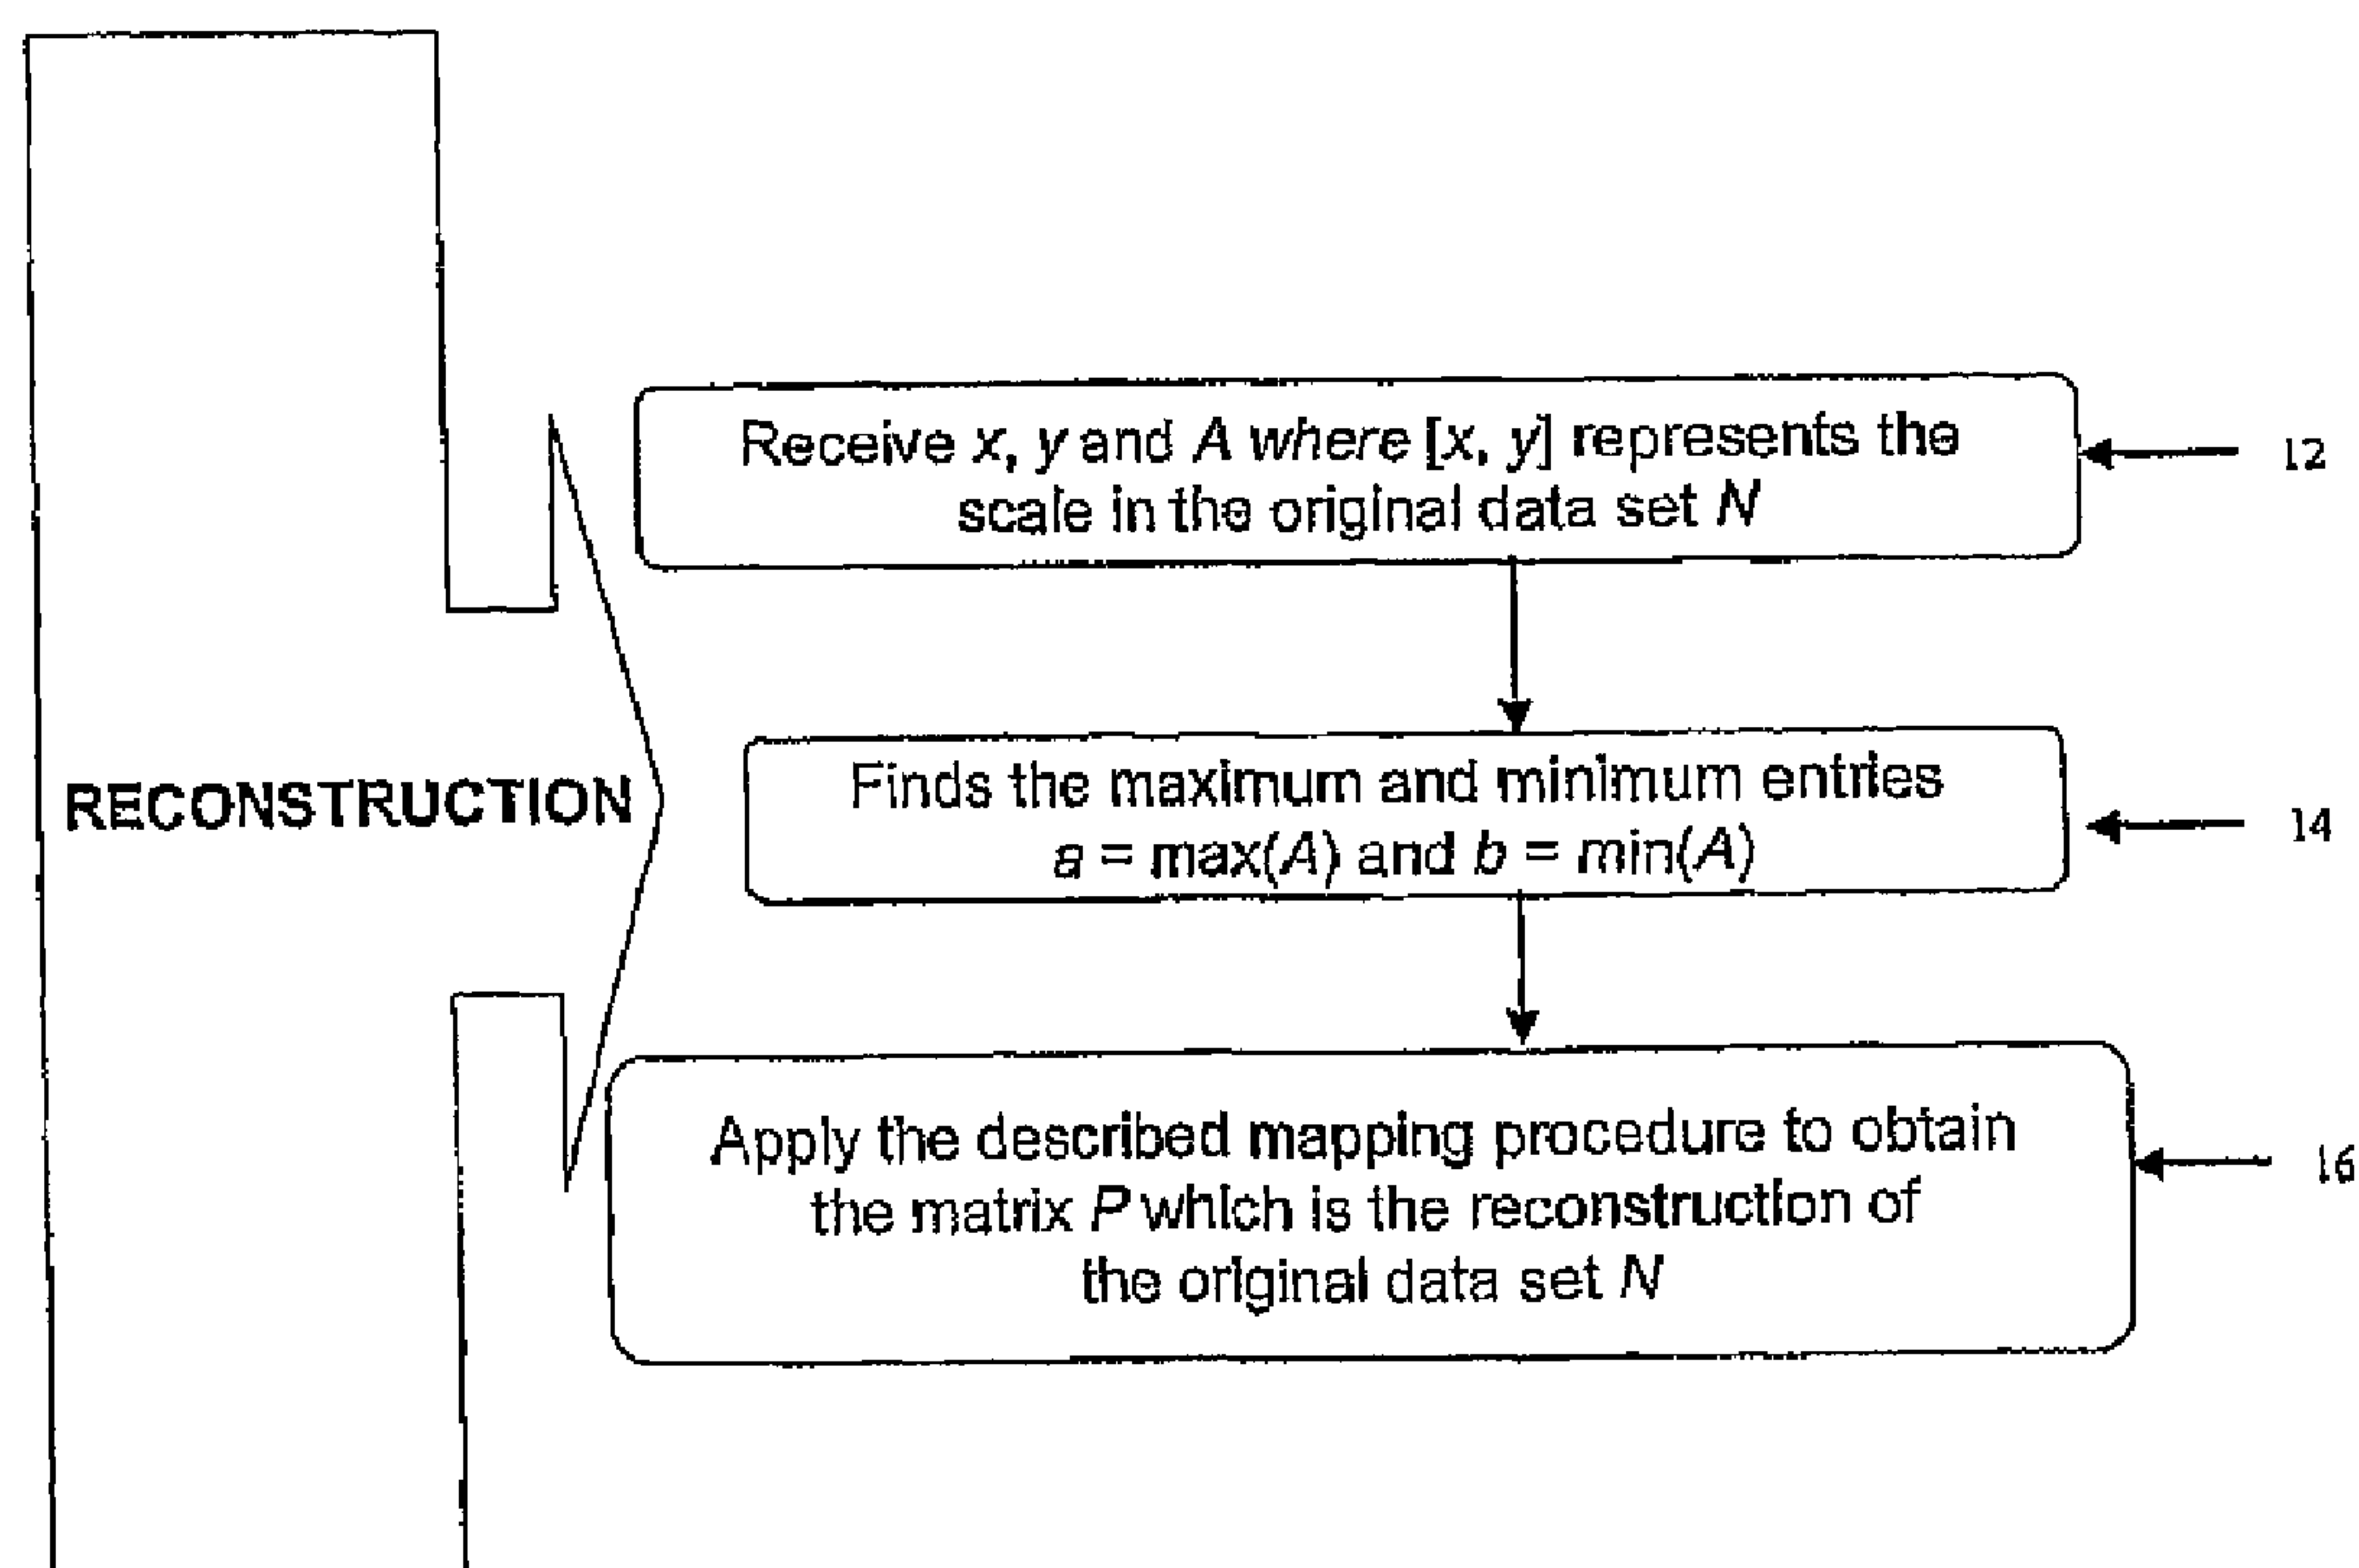 Receive x, y and A where [x, y] represents the
scale in the original data set N
12
RECONSTRUCTION
Finds the maximum and minimum entries
a = max(A) and b = min(A)
14
Apply the described mapping procedure to obtain
the matrix P which is the reconstruction of
the original data set N
16